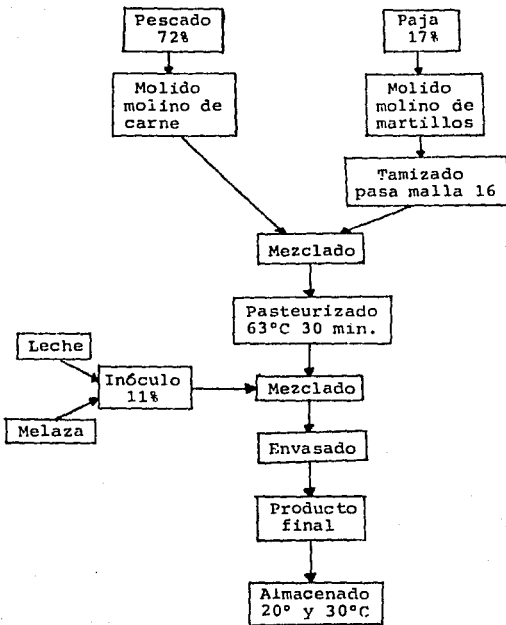 Pescado
72%
Paja
17%
Molido
molino de
carne
Molido
molino de
martillos
Tamizado
pasa malla 16
Mezclado
Pasteurizado
63°C 30 min.
Leche
Inóculo
11%
Melaza
Mezclado
Envasado
Producto
final
Almacenado
20° y 30°C